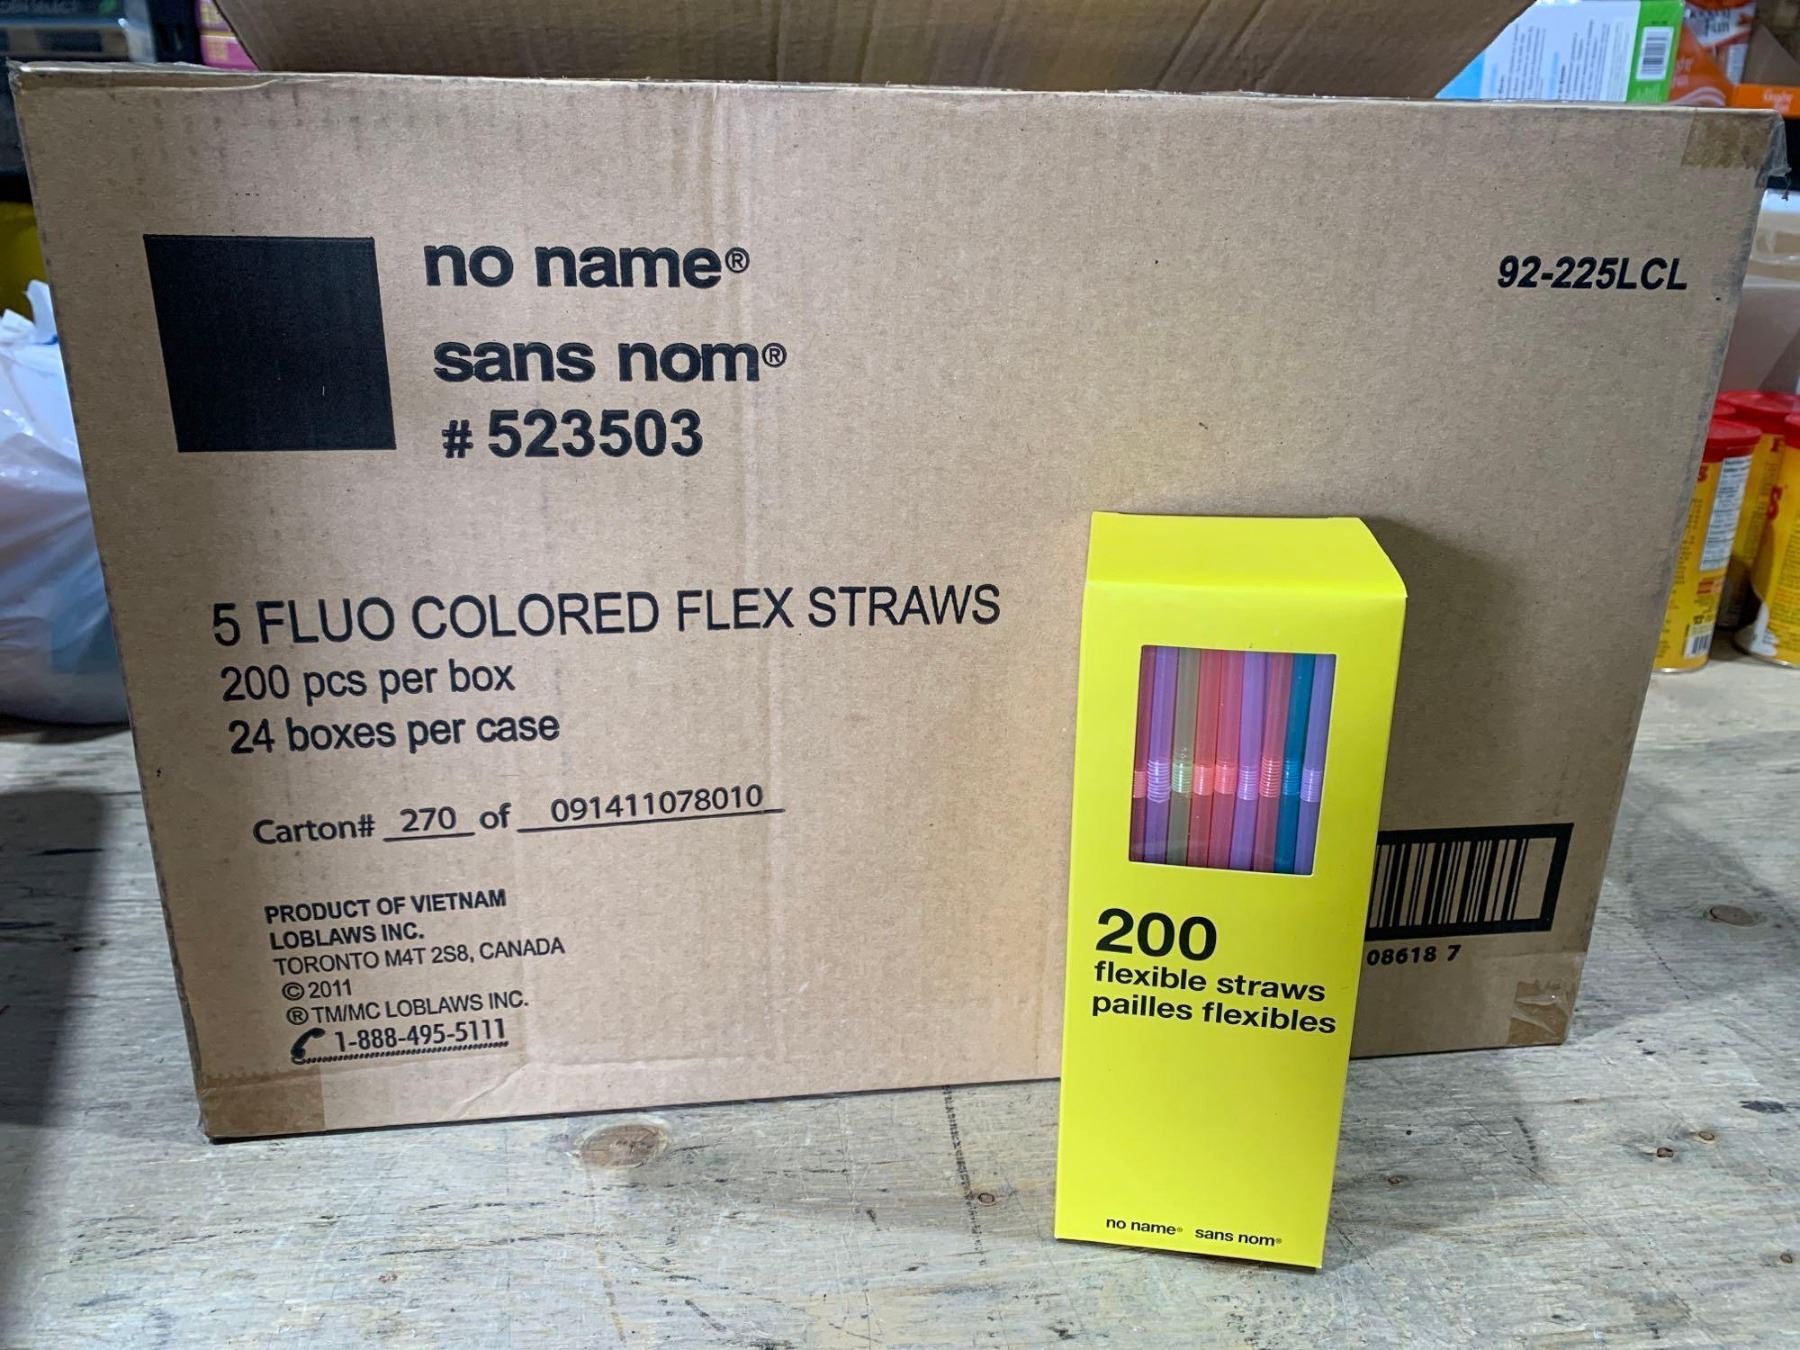 no name®
sans nom®
# 523503
92-225LCL
5 FLUO COLORED FLEX STRAWS
200 pcs per box
24 boxes per case
Carton# 270 of 091411078010
PRODUCT OF VIETNAM
LOBLAWS INC.
TORONTO M4T 2S8, CANADA
© 2011
® TM/MC LOBLAWS INC.
1-888-495-5111
08618 7
200
flexible straws
pailles flexibles
no name® sans nom®